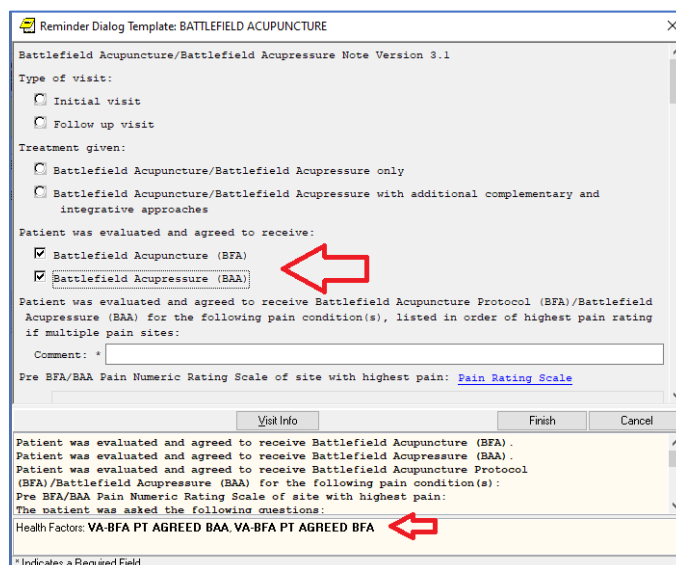 Reminder Dialog Template: BATTLEFIELD ACUPUNCTURE
Battlefield Acupuncture/Battlefield Acupressure Note Version 3.1
Type of visit:
Initial visit
Follow up visit
Treatment given:
Battlefield Acupuncture/Battlefield Acupressure only
Battlefield Acupuncture/Battlefield Acupressure with additional complementary and
integrative approaches
Patient was evaluated and agreed to receive:
Battlefield Acupuncture (BFA)
Battlefield Acupressure (BAA)
Patient was evaluated and agreed to receive Battlefield Acupuncture Protocol (BFA)/Battlefield
Acupressure (BAA) for the following pain condition(s), listed in order of highest pain rating
if multiple pain sites:
Comment: *
Pre BFA/BAA Pain Numeric Rating Scale of site with highest pain: Pain Rating Scale
Visit Info Finish Cancel
Patient was evaluated and agreed to receive Battlefield Acupuncture (BFA).
Patient was evaluated and agreed to receive Battlefield Acupressure (BAA).
Patient was evaluated and agreed to receive Battlefield Acupuncture Protocol
(BFA)/Battlefield Acupressure (BAA) for the following pain condition(s):
Pre BFA/BAA Pain Numeric Rating Scale of site with highest pain:
The patient was asked the following questions:
Health Factors: VA-BFA PT AGREED BAA, VA-BFA PT AGREED BFA
* Indicates a Required Field